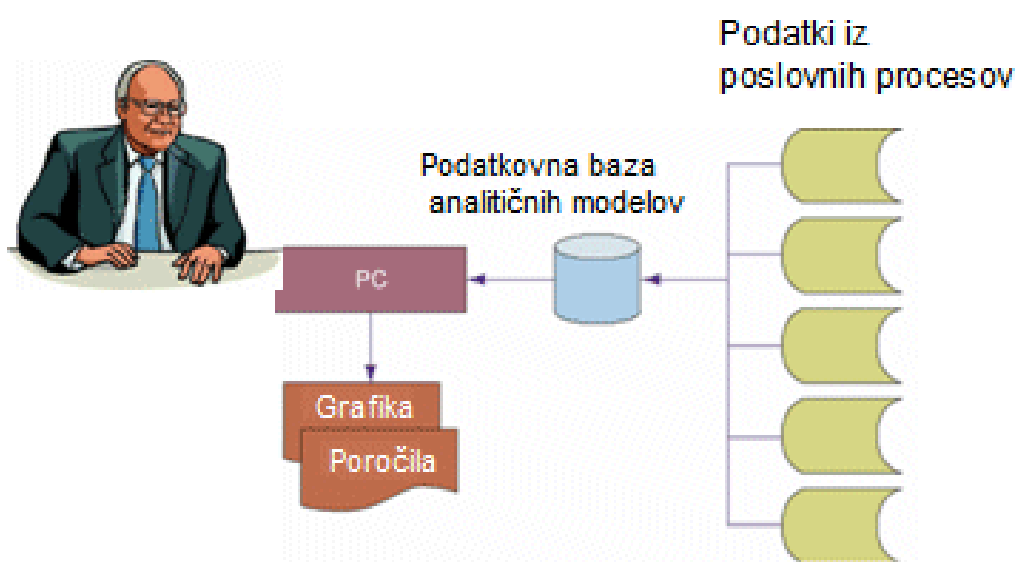 Podatki iz
poslovnih procesov
Podatkovna baza
analitičnih modelov
PC
Grafika
Poročila